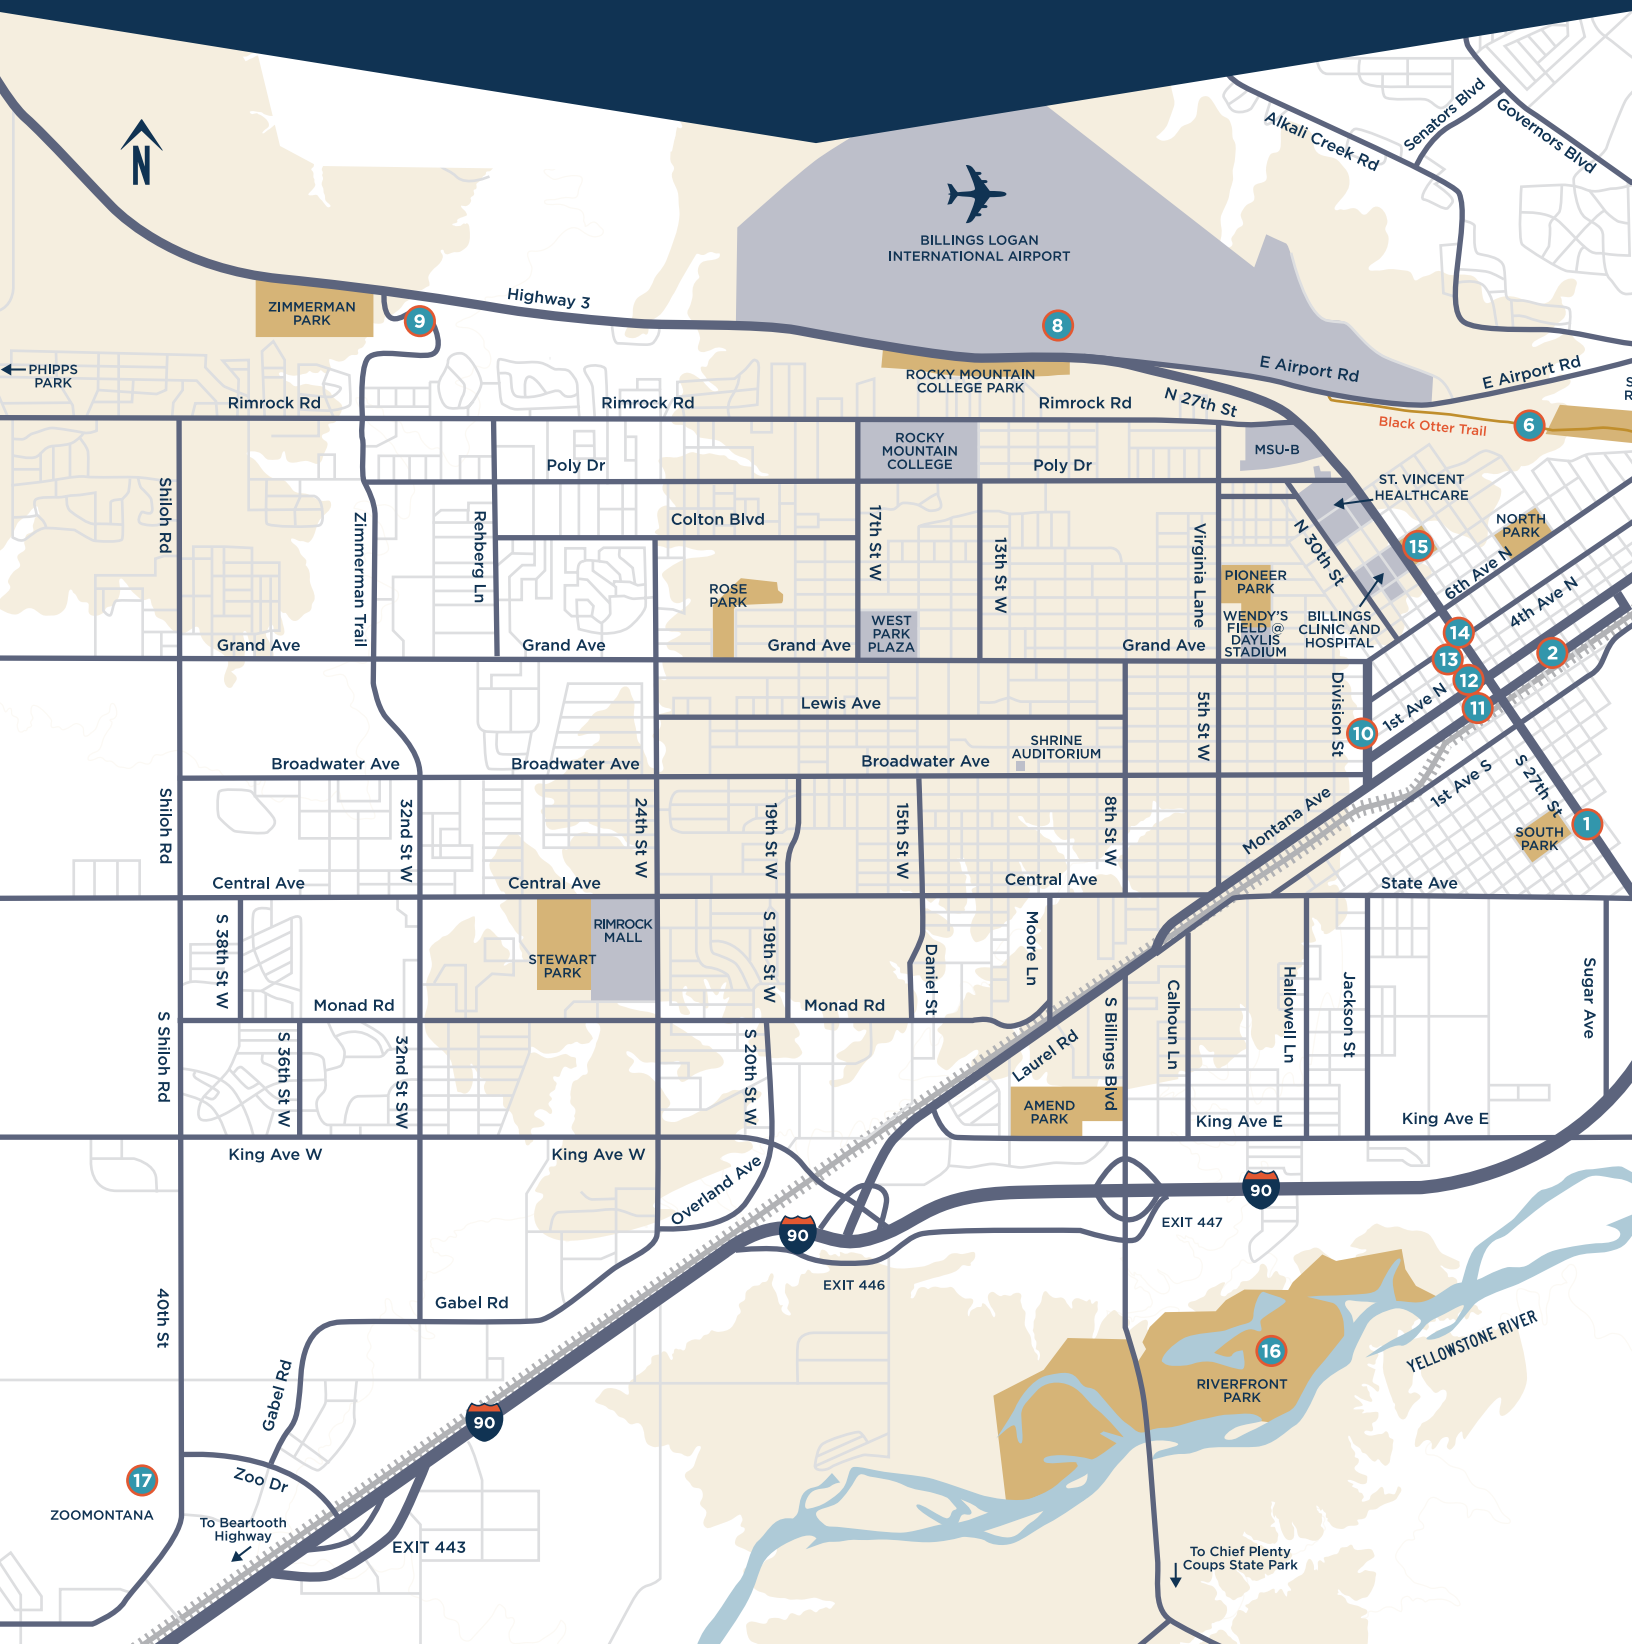 Alkali Creek Rd
Senators Blvd
Governors Blvd
N
BILLINGS LOGAN
INTERNATIONAL AIRPORT
Highway 3
ZIMMERMAN
PARK
9
8
PHIPPS
PARK
ROCKY MOUNTAIN
COLLEGE PARK
E Airport Rd
E Airport Rd
S
R
Rimrock Rd
Rimrock Rd
Rimrock Rd
N 27th St
Black Otter Trail
6
ROCKY
MOUNTAIN
COLLEGE
MSU-B
Poly Dr
Poly Dr
ST. VINCENT
HEALTHCARE
Shiloh Rd
Zimmerman Trail
Rehberg Ln
Colton Blvd
17th St W
13th St W
Virginia Lane
N 30th St
NORTH
PARK
15
6th Ave N
4th Ave N
ROSE
PARK
PIONEER
PARK
WENDY'S
FIELD @
DAYLIS
STADIUM
BILLINGS
CLINIC AND
HOSPITAL
WEST
PARK
PLAZA
Grand Ave
Grand Ave
Grand Ave
Grand Ave
14
13
12
11
2
1st Ave N
Division St
10
5th St W
Lewis Ave
SHRINE
AUDITORIUM
Broadwater Ave
Broadwater Ave
Broadwater Ave
1st Ave S
S 27th St
1
SOUTH
PARK
Montana Ave
Shiloh Rd
32nd St W
24th St W
19th St W
15th St W
8th St W
Central Ave
Central Ave
Central Ave
State Ave
S 38th St W
RIMROCK
MALL
STEWART
PARK
S 19th St W
Daniel St
Moore Ln
Monad Rd
Monad Rd
S Billings Blvd
Calhoun Ln
Hallowell Ln
Jackson St
Sugar Ave
S Shiloh Rd
S 36th St W
32nd St SW
S 20th St W
Laurel Rd
AMEND
PARK
King Ave E
King Ave E
King Ave W
King Ave W
Overland Ave
90
90
EXIT 447
EXIT 446
40th St
Gabel Rd
Gabel Rd
90
YELLOWSTONE RIVER
16
RIVERFRONT
PARK
17
ZOOMONTANA
Zoo Dr
To Beartooth
Highway
EXIT 443
To Chief Plenty
Coups State Park